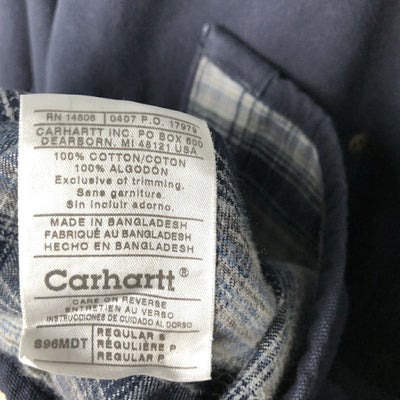 RN 14806 0407 P.O. 17979
CARHARTT INC. PO BOX 600
DEARBORN, MI 48121 USA
100% COTTON/COTON
100% ALGODÓN
Exclusive of trimming.
Sans garniture
Sin incluir adorno.
MADE IN BANGLADESH
FABRIQUÉ AU BANGLADESH
HECHO EN BANGLADESH
Carhartt®
CARE ON REVERSE
ENTRETIEN AU VERSO
INSTRUCCIONES DE CUIDADO AL DORSO
S96MDT
REGULAR S
RÉGULIÈRE P
REGULAR P